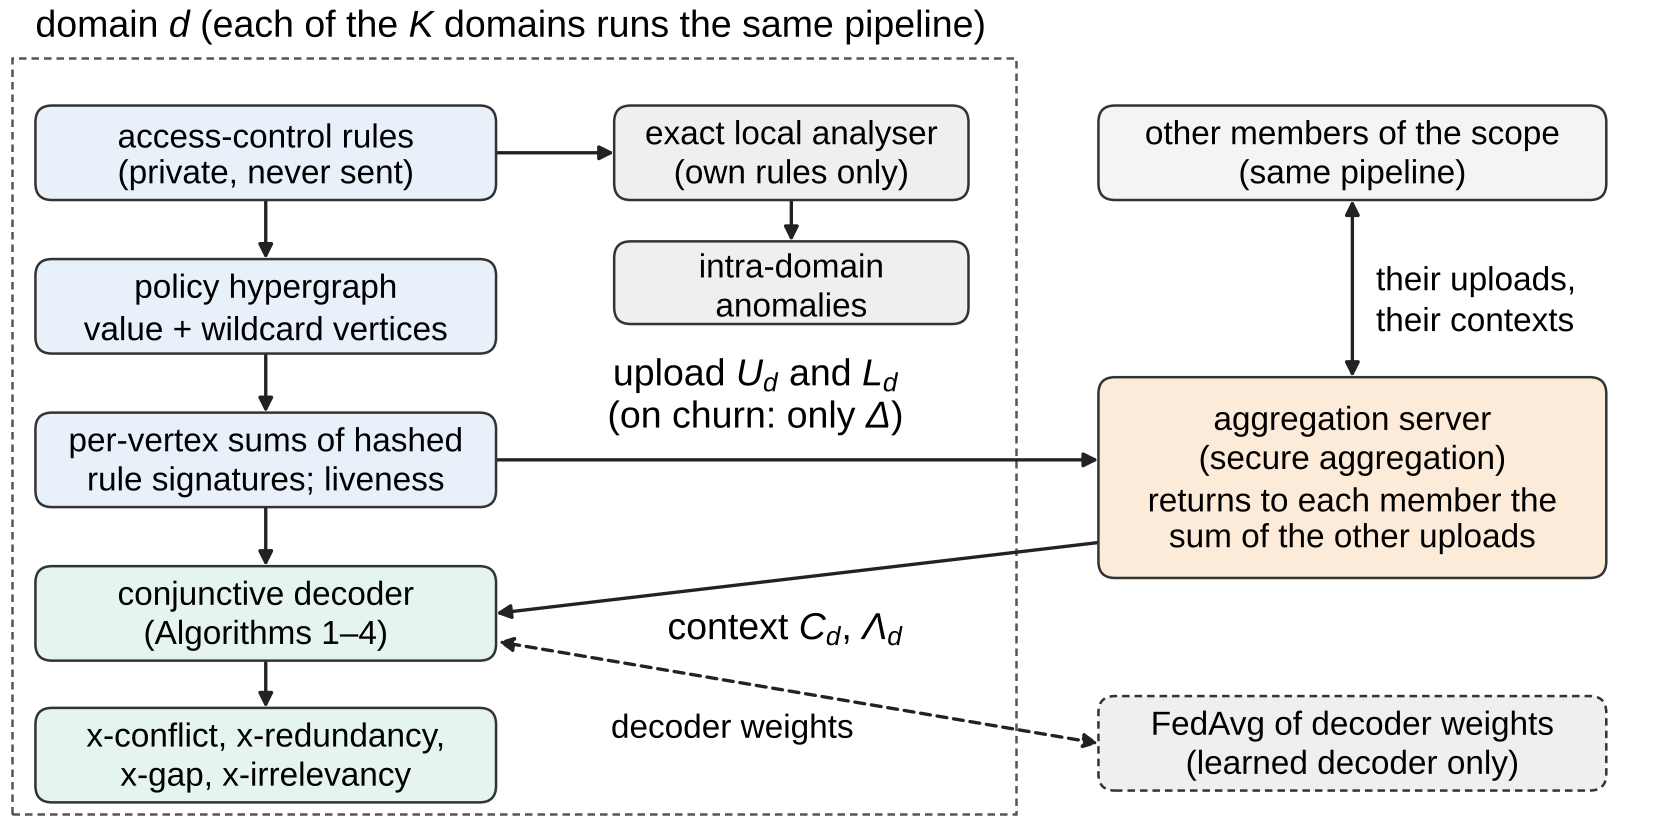 domain d (each of the K domains runs the same pipeline)
access-control rules
(private, never sent)
exact local analyser
(own rules only)
other members of the scope
(same pipeline)
policy hypergraph
value + wildcard vertices
intra-domain
anomalies
their uploads,
their contexts
upload U_d and L_d
(on churn: only Δ)
per-vertex sums of hashed
rule signatures; liveness
aggregation server
(secure aggregation)
returns to each member the
sum of the other uploads
conjunctive decoder
(Algorithms 1–4)
context C_d, Λ_d
decoder weights
x-conflict, x-redundancy,
x-gap, x-irrelevancy
FedAvg of decoder weights
(learned decoder only)